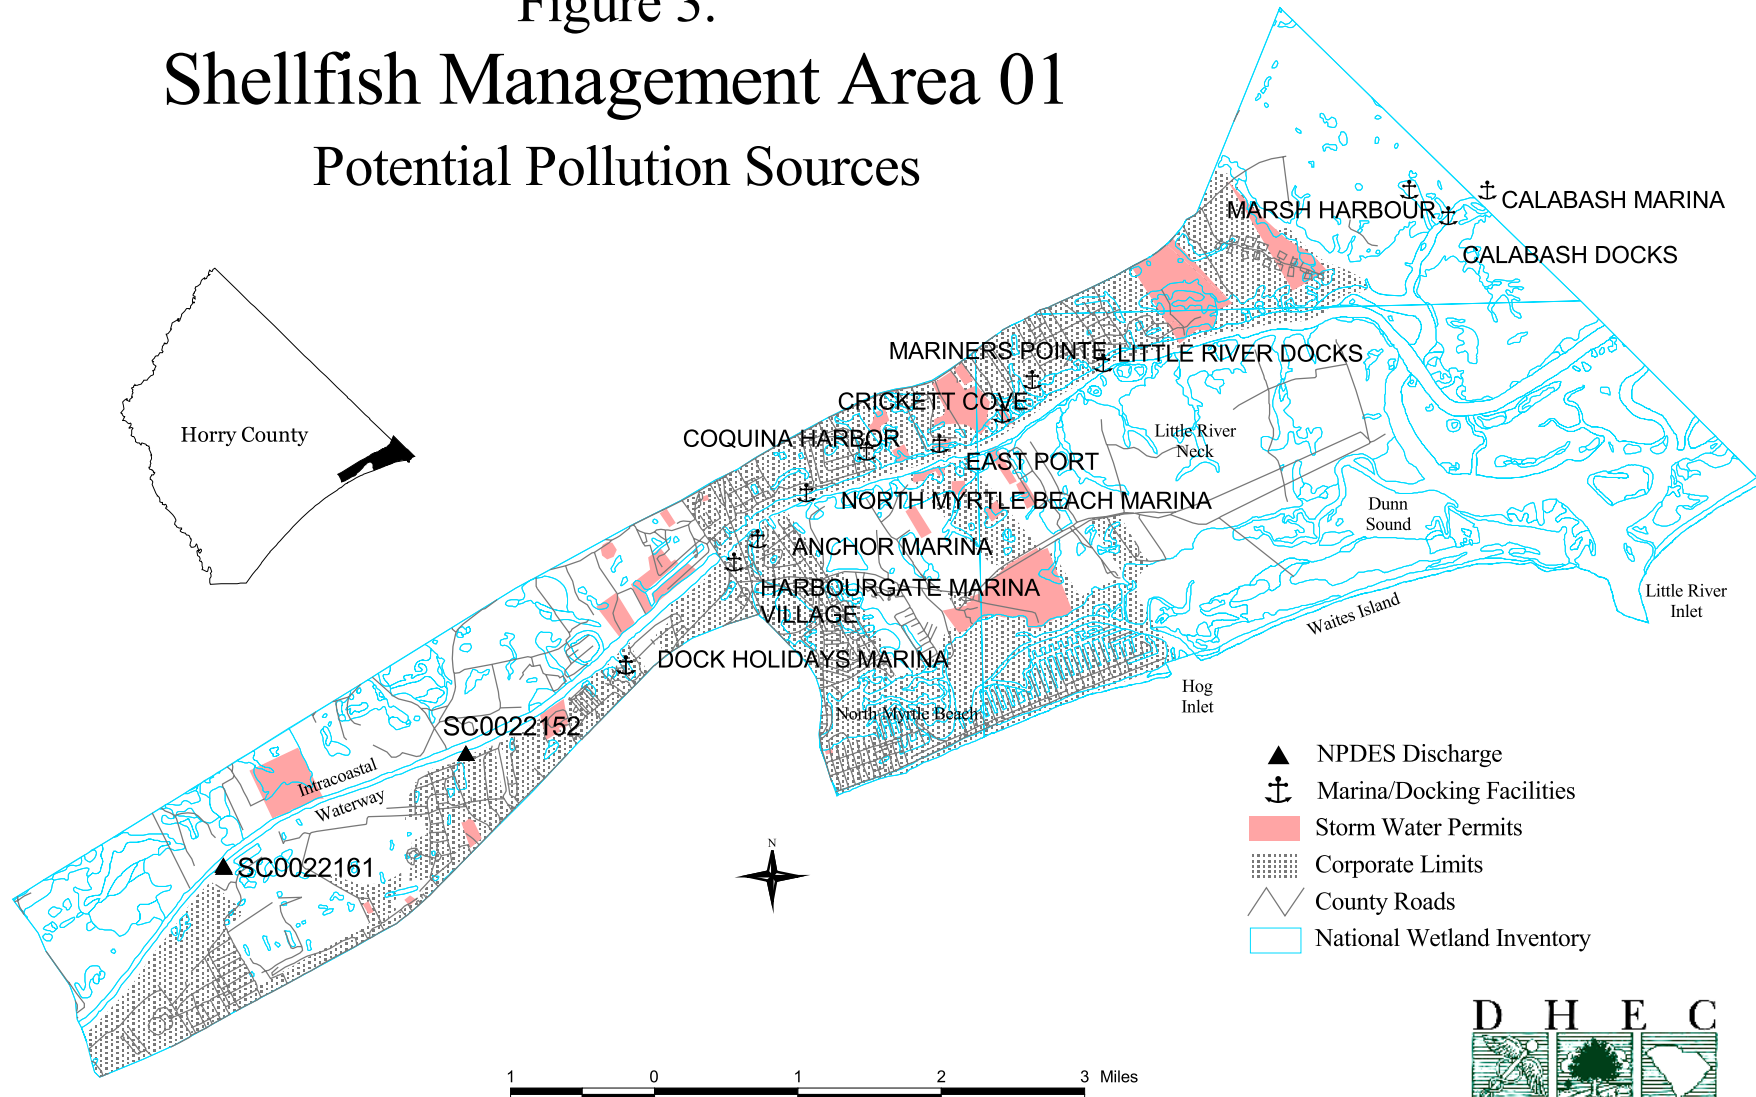 Figure 3.
Shellfish Management Area 01
Potential Pollution Sources
MARSH HARBOUR
CALABASH MARINA
CALABASH DOCKS
MARINERS POINTE
LITTLE RIVER DOCKS
CRICKETT COVE
COQUINA HARBOR
EAST PORT
NORTH MYRTLE BEACH MARINA
ANCHOR MARINA
HARBOURGATE MARINA
VILLAGE
DOCK HOLIDAYS MARINA
SC0022152
SC0022161
Horry County
Little River
Neck
Dunn
Sound
Little River
Inlet
Waites Island
Hog
Inlet
North Myrtle Beach
Intracoastal
Waterway
N
NPDES Discharge
Marina/Docking Facilities
Storm Water Permits
Corporate Limits
County Roads
National Wetland Inventory
1 0 1 2 3 Miles
D H E C